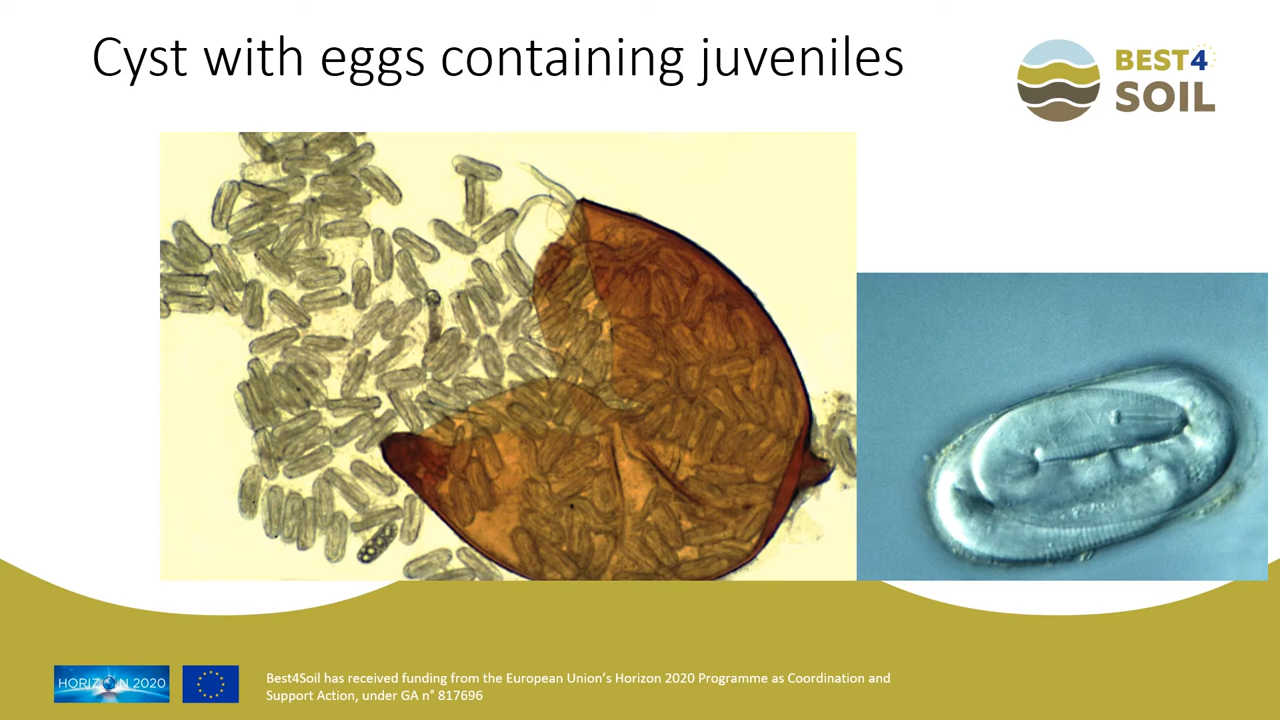 Cyst with eggs containing juveniles
BEST4
SOIL
HORIZON 2020
Best4Soil has received funding from the European Union’s Horizon 2020 Programme as Coordination and
Support Action, under GA n° 817696